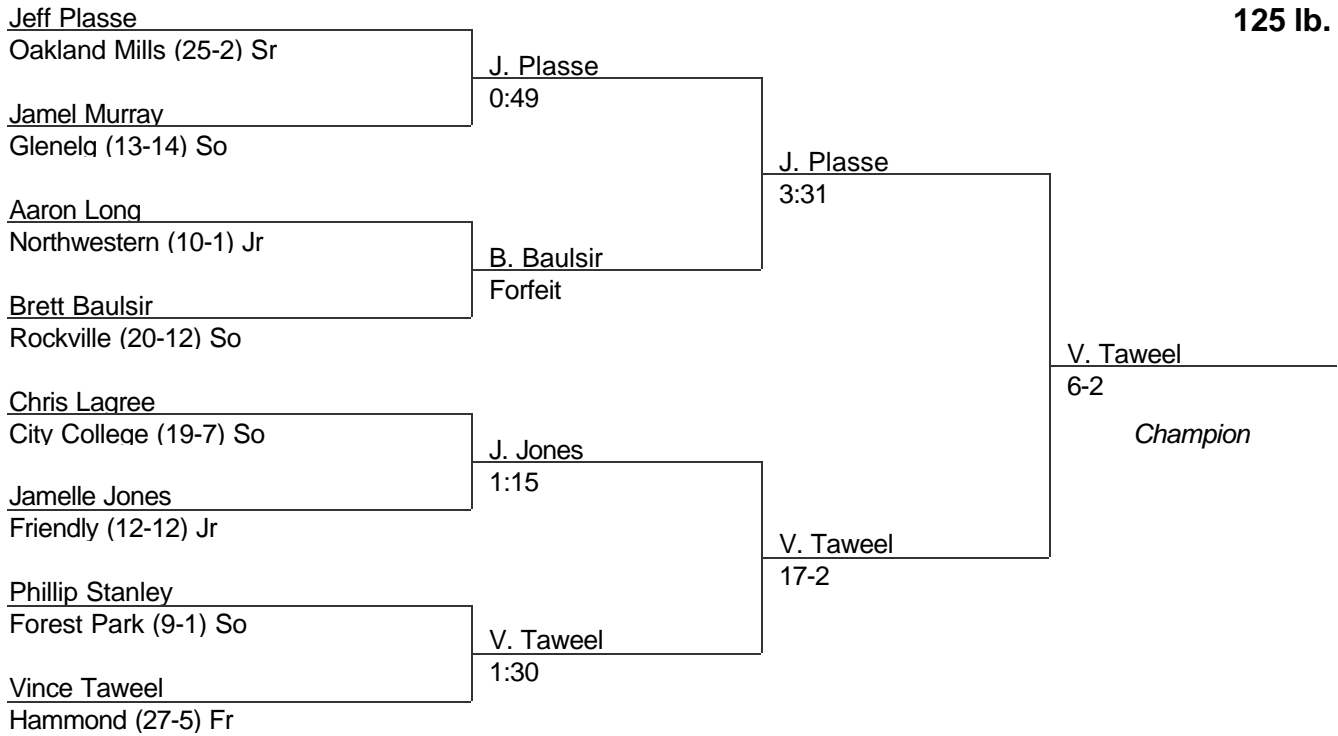 125 lb.
Jeff Plasse
Oakland Mills (25-2) Sr
Jamel Murray
Glenelg (13-14) So
Aaron Long
Northwestern (10-1) Jr
Brett Baulsir
Rockville (20-12) So
Chris Lagree
City College (19-7) So
Jamelle Jones
Friendly (12-12) Jr
Phillip Stanley
Forest Park (9-1) So
Vince Taweel
Hammond (27-5) Fr
J. Plasse
0:49
B. Baulsir
Forfeit
J. Jones
1:15
V. Taweel
1:30
J. Plasse
3:31
V. Taweel
17-2
V. Taweel
6-2
Champion